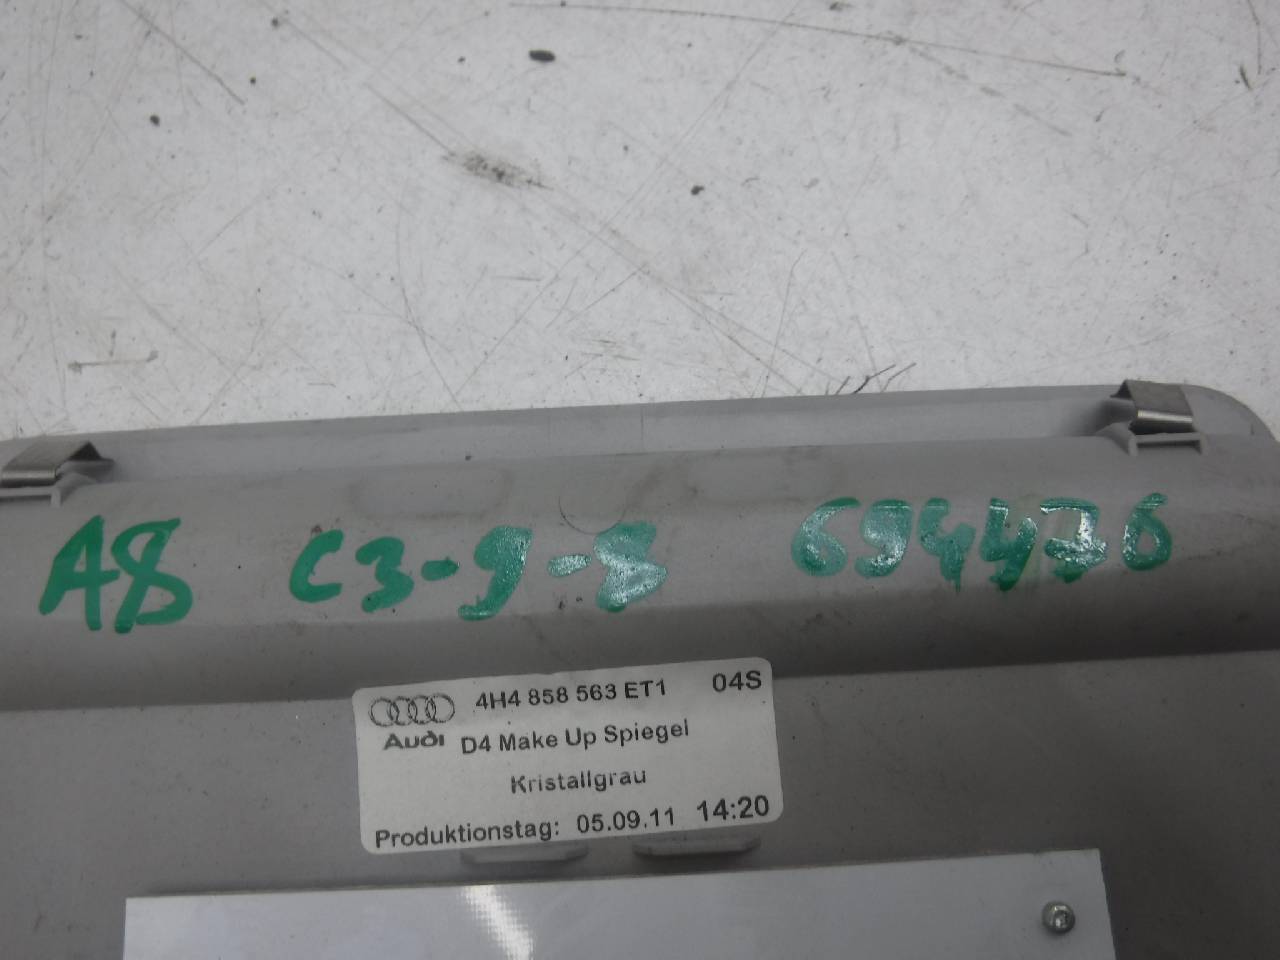 A8 C3-9-8 694476
4H4 858 563 ET1 04S
Audi D4 Make Up Spiegel
Kristallgrau
Produktionstag: 05.09.11 14:20